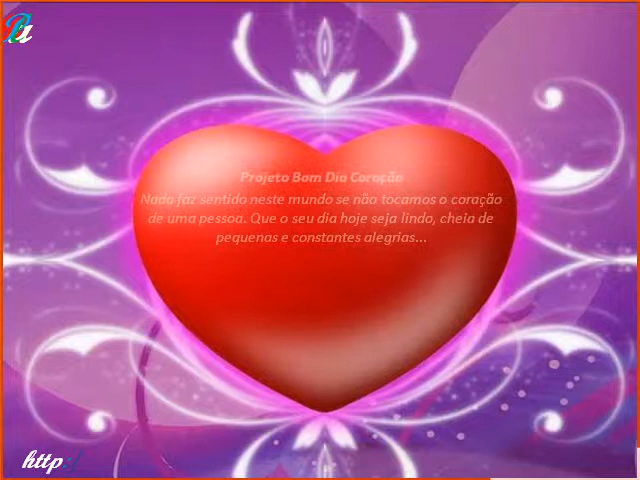 Projeto Bom Dia Coração
Nada faz sentido neste mundo se não tocamos o coração
de uma pessoa. Que o seu dia hoje seja lindo, cheia de
pequenas e constantes alegrias...
http:/